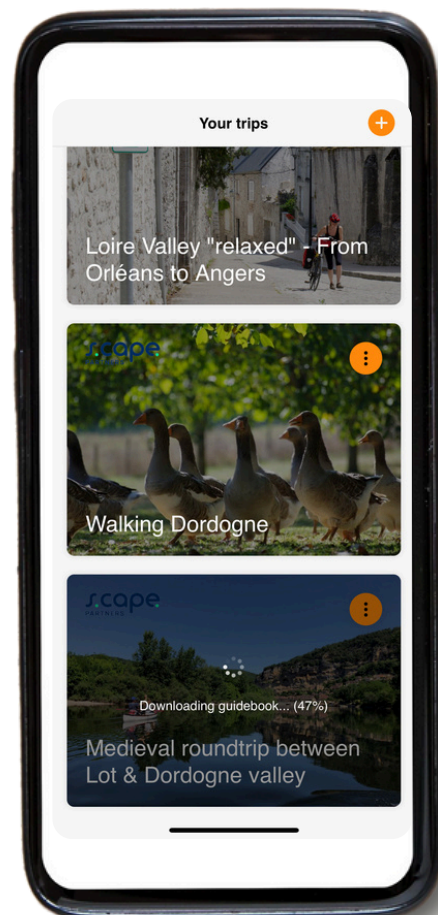 Your trips
Loire Valley "relaxed" - From
Orléans to Angers
s.cape
Walking Dordogne
s.cape
PARTNERS
Downloading guidebook... (47%)
Medieval roundtrip between
Lot & Dordogne valley